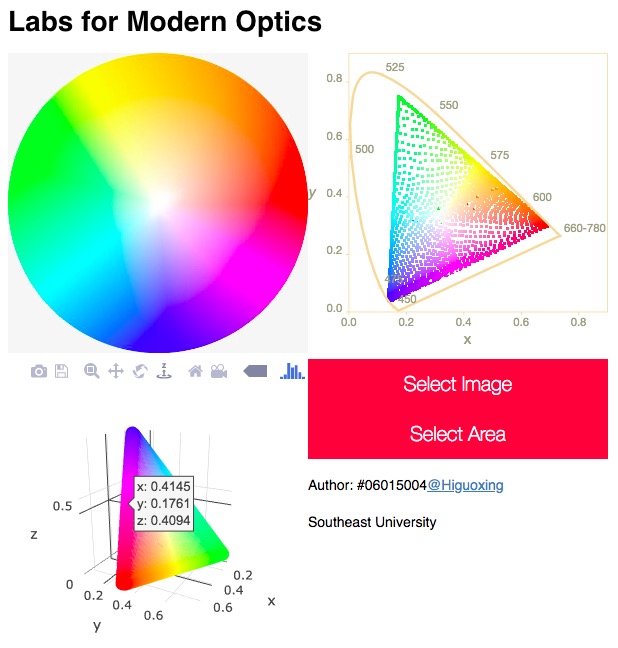 Labs for Modern Optics
525
550
500
575
600
660-780
450
0.8
0.6
0.4
0.2
0.0
y
0.0
0.2
0.4
0.6
0.8
x
Select Image
Select Area
Author: #06015004@Higuoxing
Southeast University
x: 0.4145
y: 0.1761
z: 0.4094
0.5
z
0
0.2
0.4
0.6
y
0.2
0.4
0.6
x
z